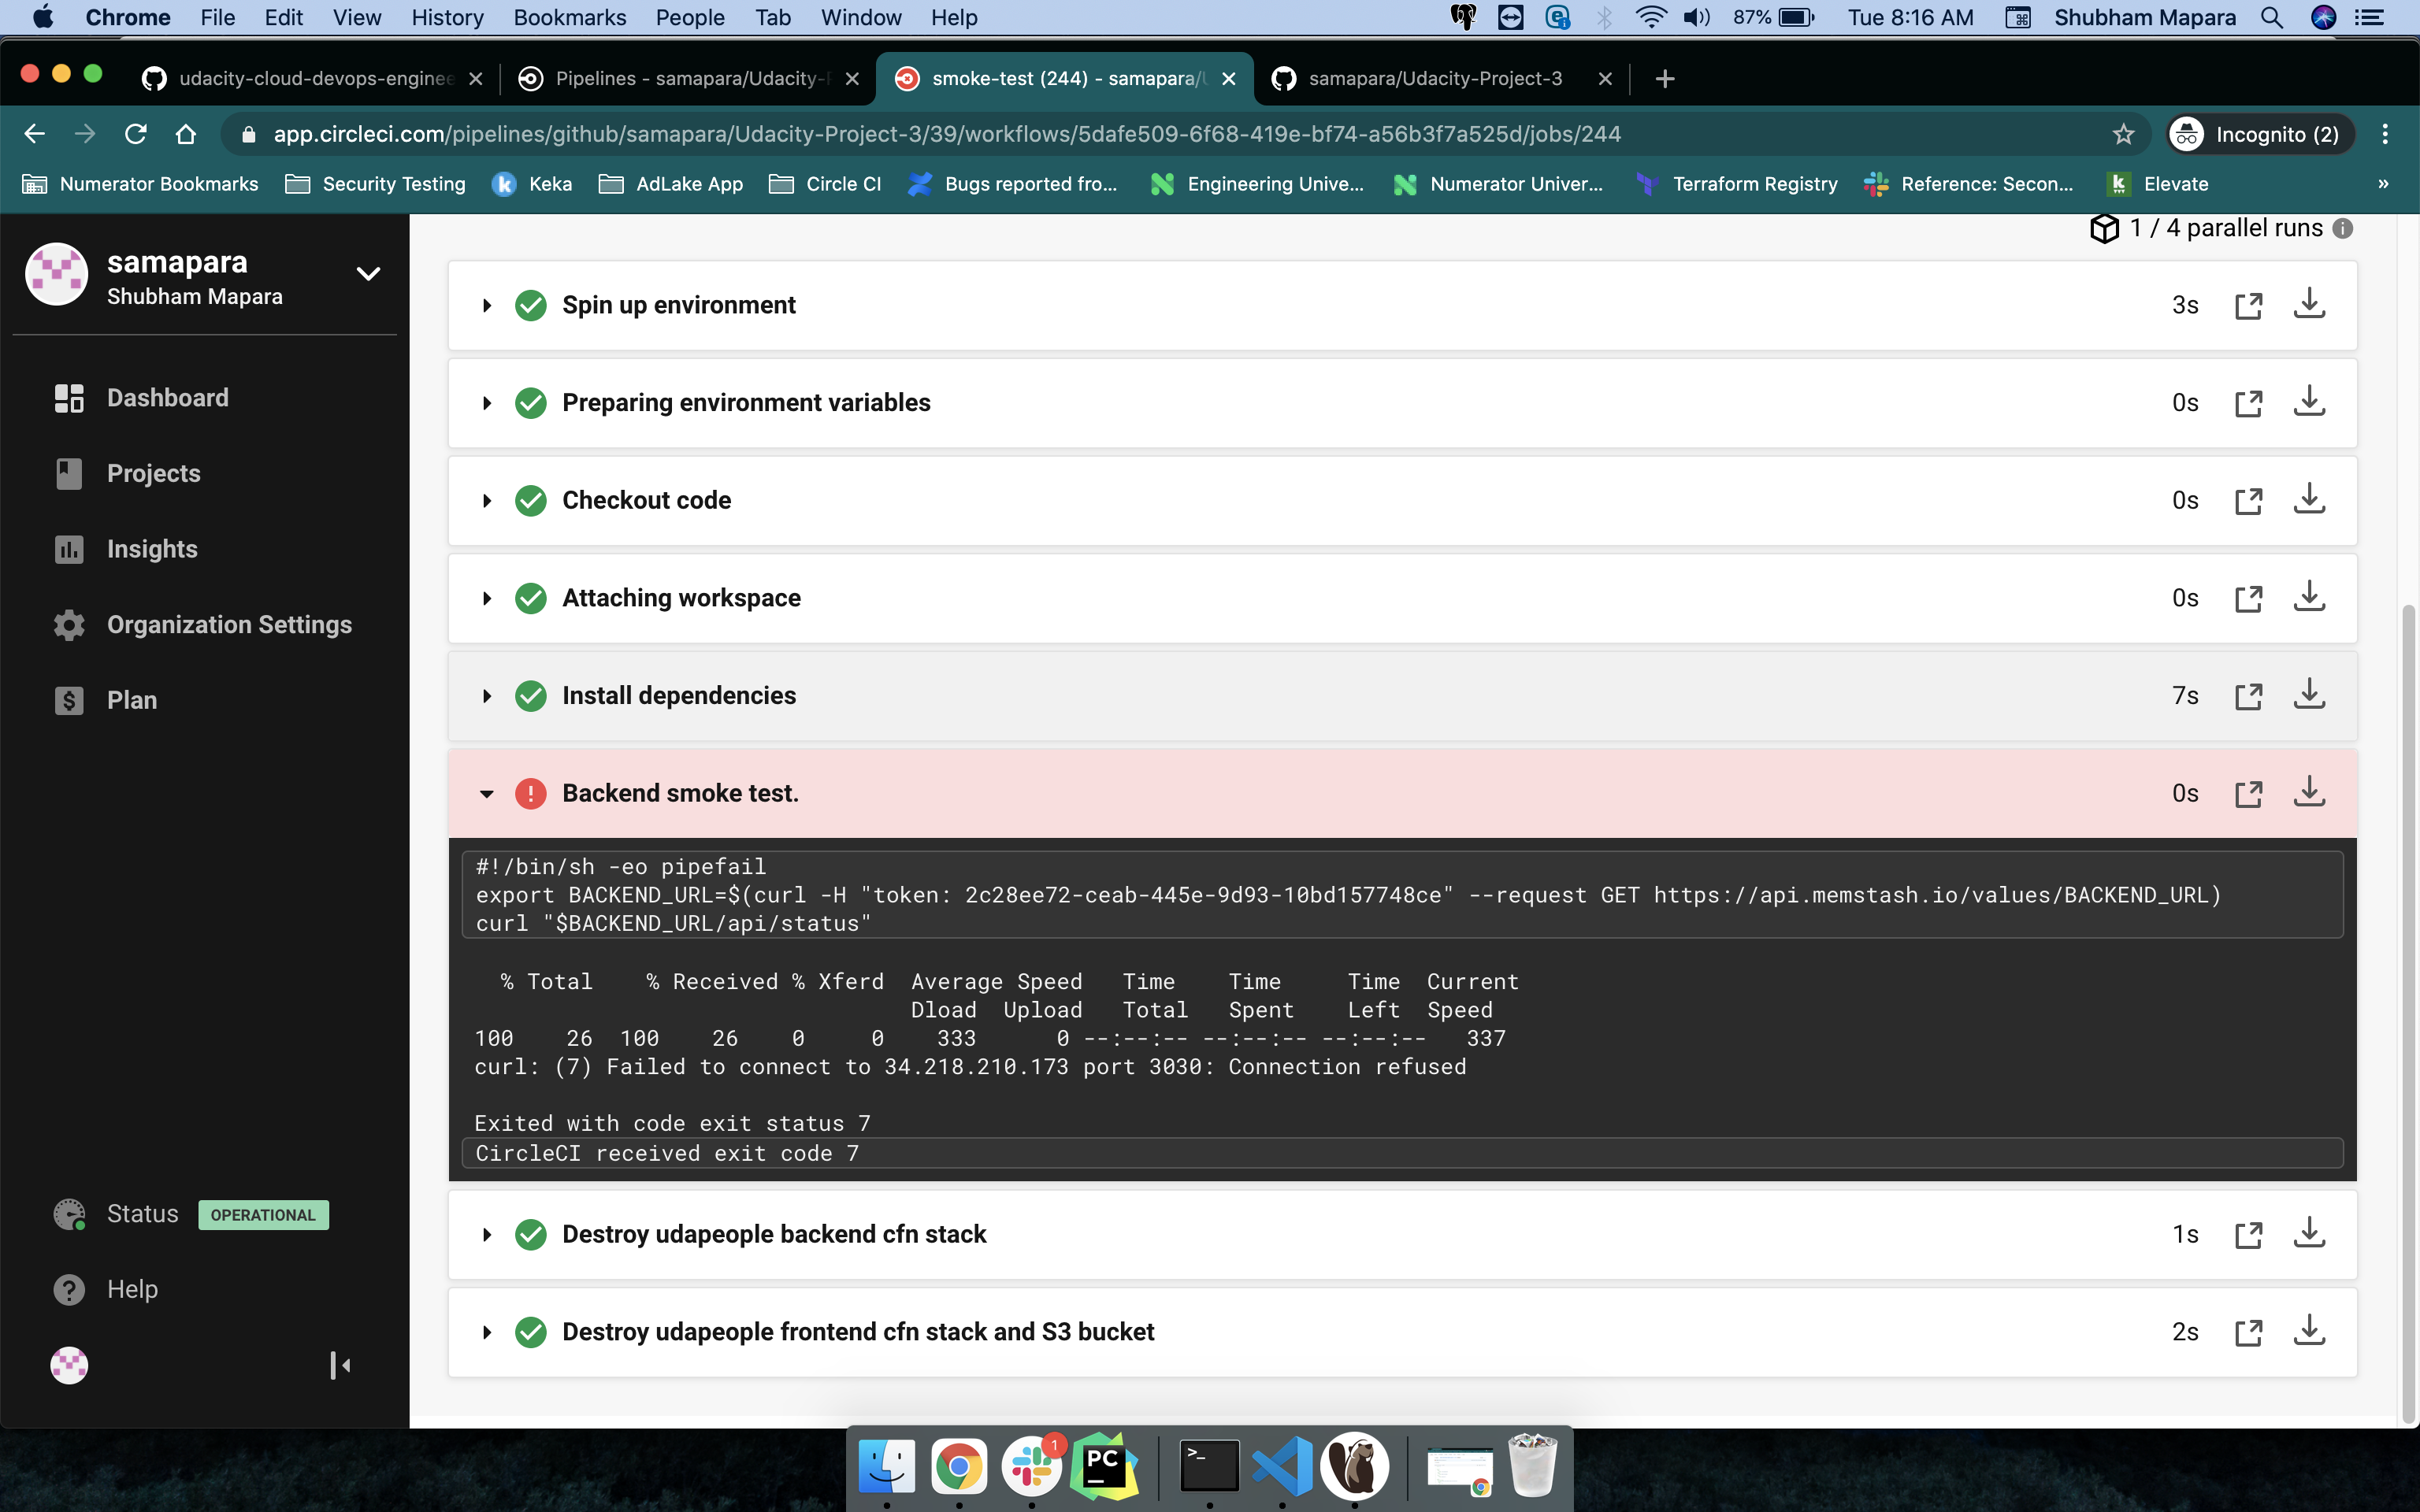 Chrome File Edit View History Bookmarks People Tab Window Help 87% Tue 8:16 AM Shubham Mapara
udacity-cloud-devops-enginee Pipelines - samapara/Udacity-P smoke-test (244) - samapara/U samapara/Udacity-Project-3
app.circleci.com/pipelines/github/samapara/Udacity-Project-3/39/workflows/5dafe509-6f68-419e-bf74-a56b3f7a525d/jobs/244 Incognito (2)
Numerator Bookmarks Security Testing Keka AdLake App Circle CI Bugs reported fro... Engineering Unive... Numerator Univer... Terraform Registry Reference: Secon... Elevate »
samapara
Shubham Mapara
Dashboard
Projects
Insights
Organization Settings
Plan
Status OPERATIONAL
Help
1 / 4 parallel runs
Spin up environment 3s
Preparing environment variables 0s
Checkout code 0s
Attaching workspace 0s
Install dependencies 7s
Backend smoke test. 0s
#!/bin/sh -eo pipefail
export BACKEND_URL=$(curl -H "token: 2c28ee72-ceab-445e-9d93-10bd157748ce" --request GET https://api.memstash.io/values/BACKEND_URL)
curl "$BACKEND_URL/api/status"
% Total % Received % Xferd Average Speed Time Time Time Current
Dload Upload Total Spent Left Speed
100 26 100 26 0 0 333 0 --:--:-- --:--:-- --:--:-- 337
curl: (7) Failed to connect to 34.218.210.173 port 3030: Connection refused
Exited with code exit status 7
CircleCI received exit code 7
Destroy udapeople backend cfn stack 1s
Destroy udapeople frontend cfn stack and S3 bucket 2s
1
PC